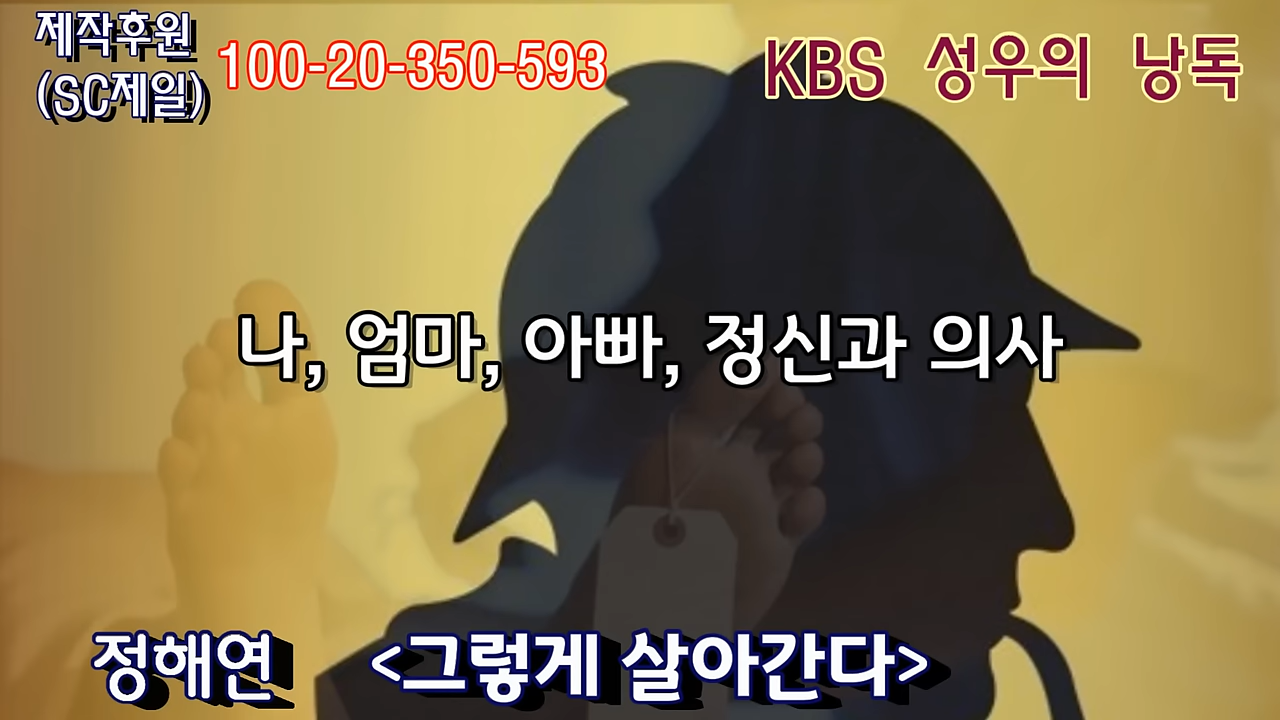 제작후원
(SC제일)
100-20-350-593
KBS 성우의 낭독
나, 엄마, 아빠, 정신과 의사
정해연 <그렇게 살아간다>